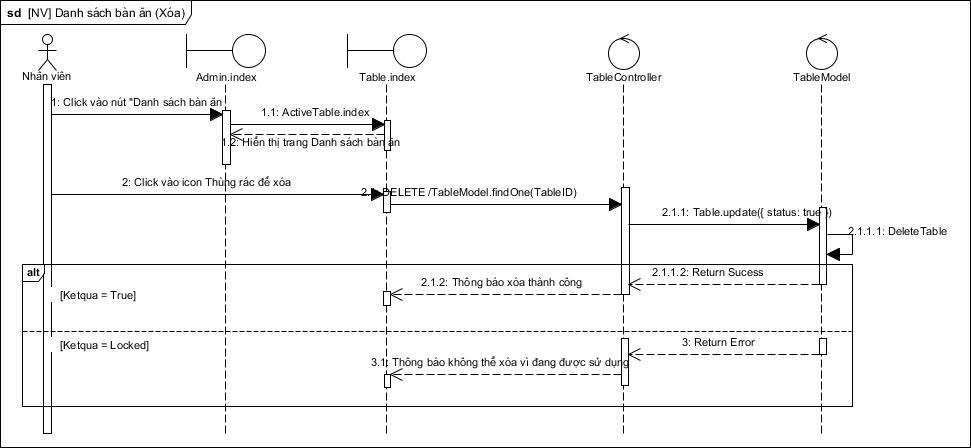 sd [NV] Danh sách bàn ăn (Xóa)
Nhân viên
Admin.index
Table.index
TableController
TableModel
1: Click vào nút "Danh sách bàn ăn
1.1: ActiveTable.index
1.2: Hiển thị trang Danh sách bàn ăn
2: Click vào icon Thùng rác để xóa
DELETE /TableModel.findOne(TableID)
2.1.1: Table.update({ status: true })
2.1.1.1: DeleteTable
alt
2.1.1.2: Return Sucess
2.1.2: Thông báo xóa thành công
[Ketqua = True]
[Ketqua = Locked]
3: Return Error
3.1: Thông báo không thể xóa vì đang được sử dụng